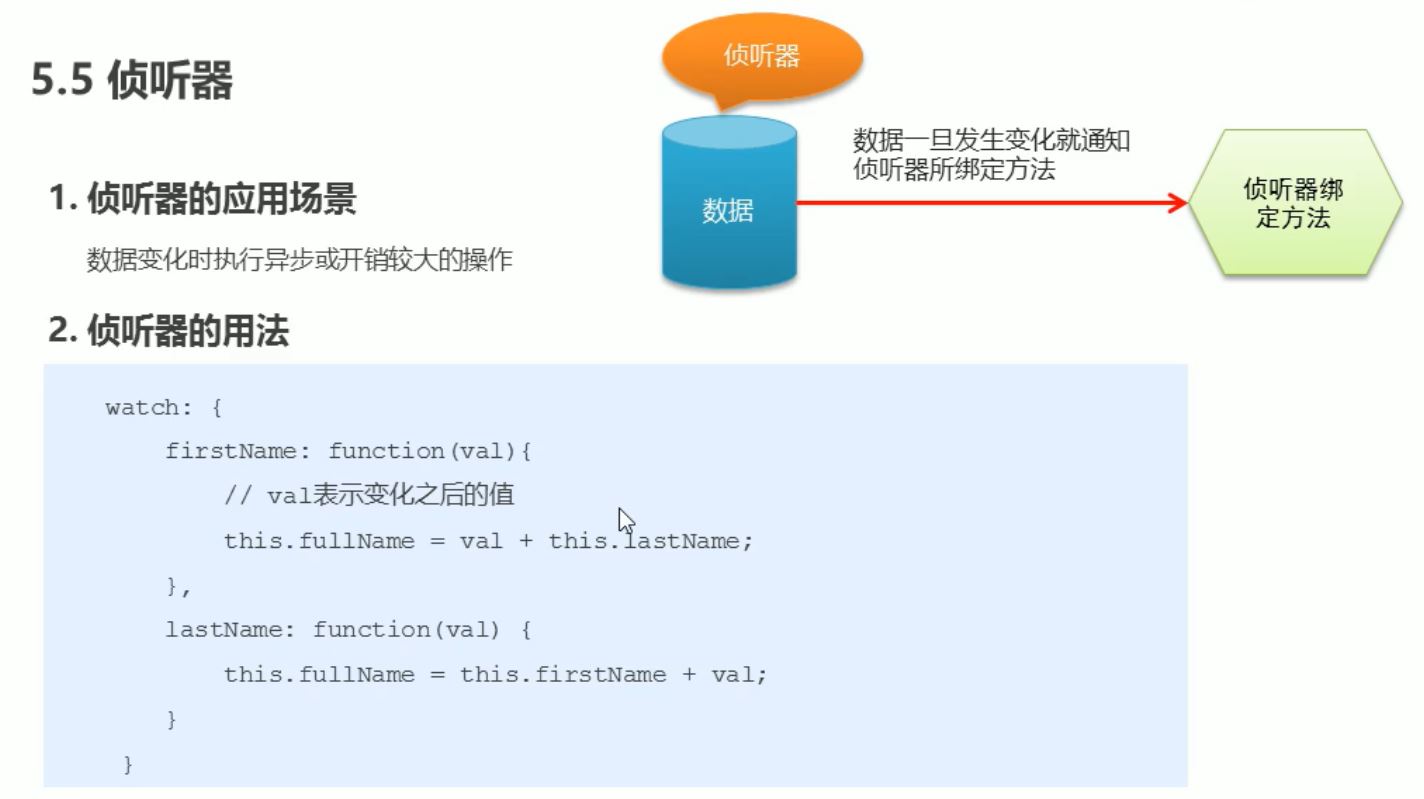 5.5 侦听器
侦听器
数据
数据一旦发生变化就通知
侦听器所绑定方法
侦听器绑
定方法
1. 侦听器的应用场景
数据变化时执行异步或开销较大的操作
2. 侦听器的用法
watch: {
firstName: function(val){
// val表示变化之后的值
this.fullName = val + this.lastName;
},
lastName: function(val) {
this.fullName = this.firstName + val;
}
}